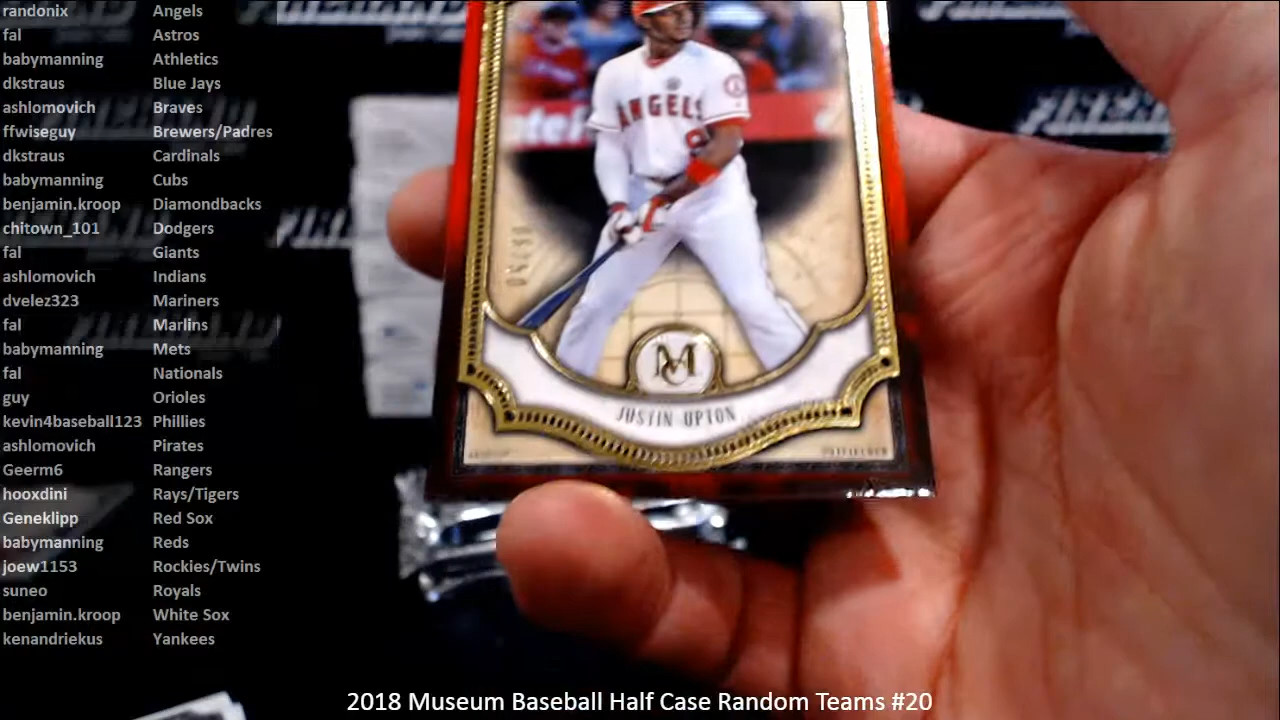 randonix Angels
fal Astros
babymanning Athletics
dkstraus Blue Jays
ashlomovich Braves
ffwiseguy Brewers/Padres
dkstraus Cardinals
babymanning Cubs
benjamin.kroop Diamondbacks
chitown_101 Dodgers
fal Giants
ashlomovich Indians
dvelez323 Mariners
fal Marlins
babymanning Mets
fal Nationals
guy Orioles
kevin4baseball123 Phillies
ashlomovich Pirates
Geerm6 Rangers
hooxdini Rays/Tigers
Geneklipp Red Sox
babymanning Reds
joew1153 Rockies/Twins
suneo Royals
benjamin.kroop White Sox
kenandriekus Yankees
ANGELS
MC
JUSTIN UPTON
OUTFIELDER
2018 Museum Baseball Half Case Random Teams #20